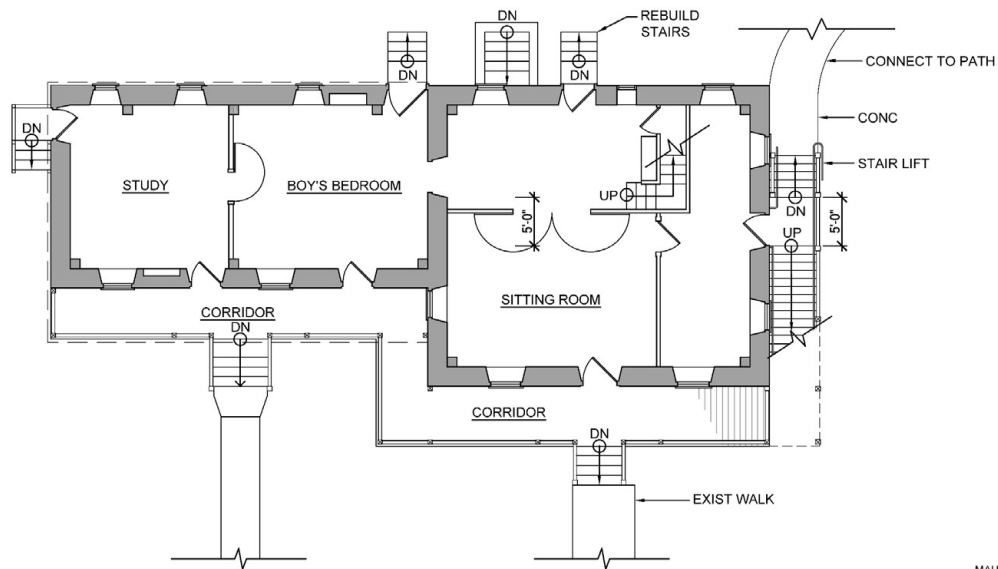 DN
REBUILD
STAIRS
DN
DN
CONNECT TO PATH
CONC
DN
STAIR LIFT
STUDY
BOY'S BEDROOM
UP
5'-0"
DN
5'-0"
UP
SITTING ROOM
CORRIDOR
DN
CORRIDOR
DN
EXIST WALK